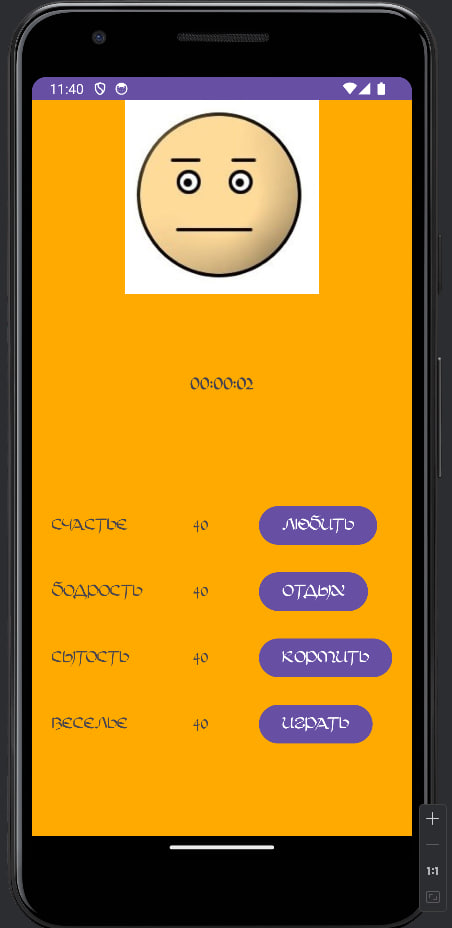 11:40
00:00:02
СЧАСТЬЕ 40 ЛЮБИТЬ
БОДРОСТЬ 40 ОТДЫХ
СЫТОСТЬ 40 КОРМИТЬ
ВЕСЕЛЬЕ 40 ИГРАТЬ
1:1